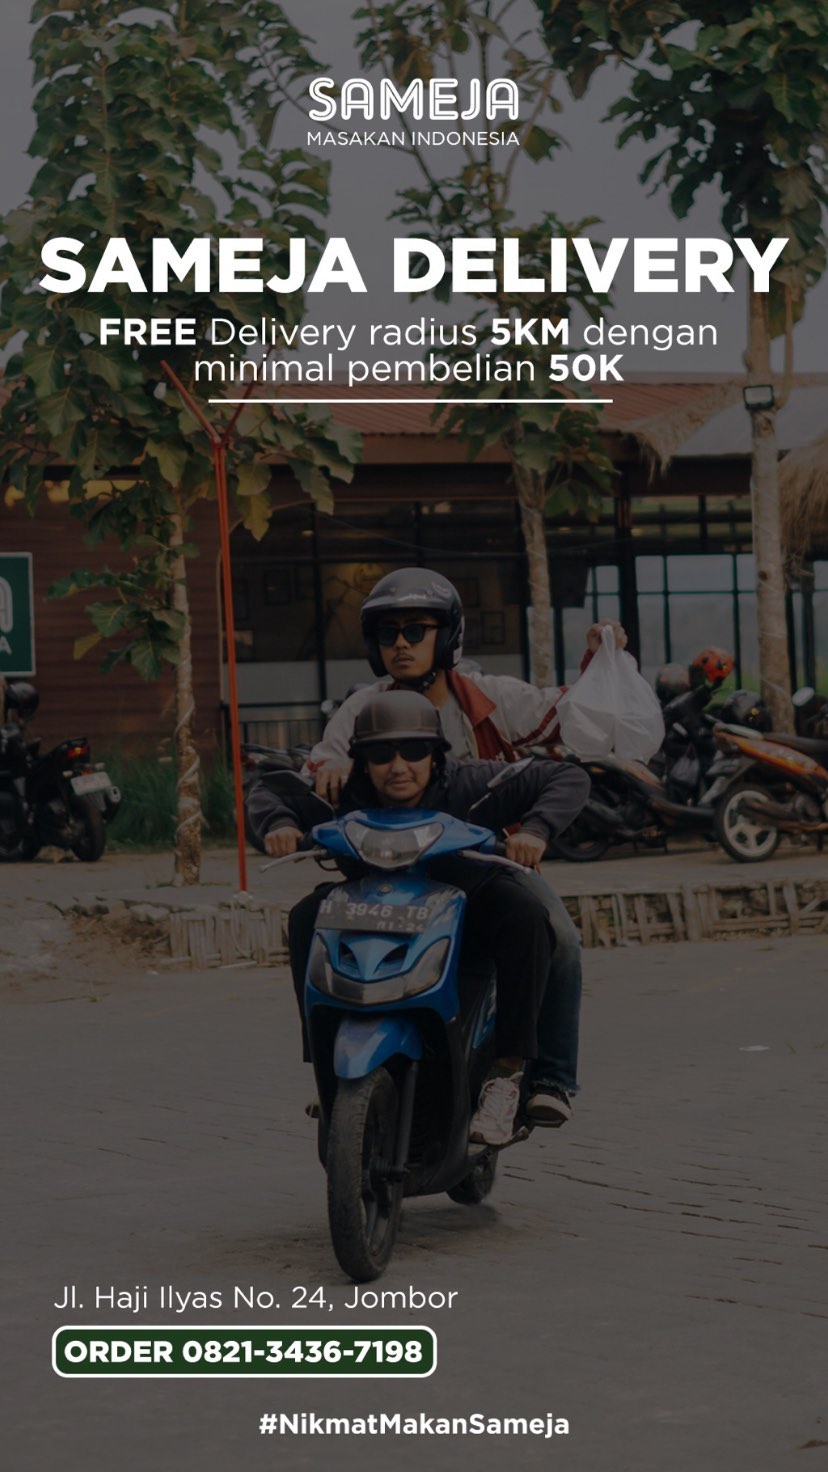 SAMEJA
MASAKAN INDONESIA
SAMEJA DELIVERY
FREE Delivery radius 5KM dengan
minimal pembelian 50K
H 3946 TB
Jl. Haji Ilyas No. 24, Jombor
ORDER 0821-3436-7198
#NikmatMakanSameja